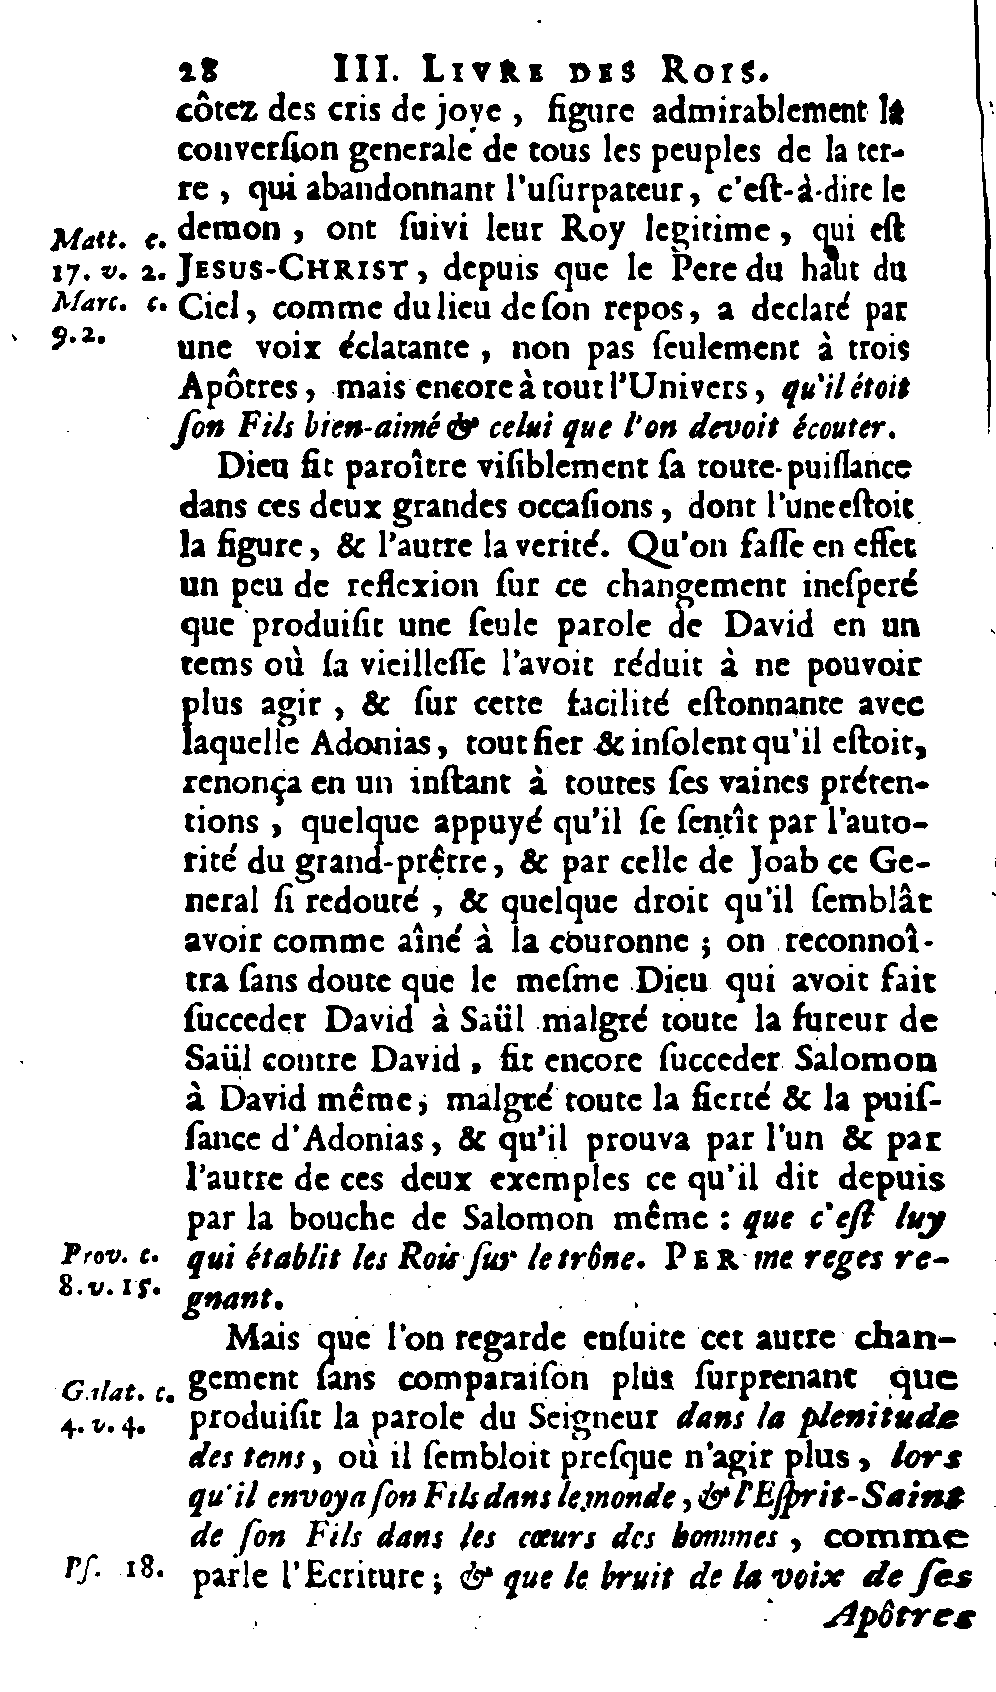 28 III. LIVRE DES ROIS.
côtez des cris de joye, figure admirablement la
converſion generale de tous les peuples de la ter-
re, qui abandonnant l'uſurpateur, c'eſt-à-dire le
demon, ont ſuivi leur Roy legitime, qui eſt
Matt. c.
17. v. 2.
Marc. c.
9.2.
JESUS-CHRIST, depuis que le Pere du haut du
Ciel, comme du lieu de ſon repos, a declaré par
une voix éclatante, non pas ſeulement à trois
Apôtres, mais encore à tout l'Univers, qu'il étoit
ſon Fils bien-aimé & celui que l'on devoit écouter.
Dieu fit paroître viſiblement ſa toute-puiſſance
dans ces deux grandes occaſions, dont l'une eſtoit
la figure, & l'autre la verité. Qu'on faſſe en effet
un peu de reflexion ſur ce changement ineſperé
que produiſit une ſeule parole de David en un
tems où ſa vieilleſſe l'avoit réduit à ne pouvoir
plus agir, & ſur cette facilité eſtonnante avec
laquelle Adonias, tout fier & inſolent qu'il eſtoit,
renonça en un inſtant à toutes ſes vaines préten-
tions, quelque appuyé qu'il ſe ſentît par l'auto-
rité du grand-prêtre, & par celle de Joab ce Ge-
neral ſi redouté, & quelque droit qu'il ſemblât
avoir comme aîné à la couronne; on reconnoî-
tra ſans doute que le meſme Dieu qui avoit fait
ſucceder David à Saül malgré toute la fureur de
Saül contre David, fit encore ſucceder Salomon
à David même, malgré toute la fierté & la puiſ-
ſance d'Adonias, & qu'il prouva par l'un & par
l'autre de ces deux exemples ce qu'il dit depuis
par la bouche de Salomon même : que c'eſt luy
Prov. c.
8. v. 15.
qui établit les Rois ſur le trône. PER me reges re-
gnant.
Mais que l'on regarde enſuite cet autre chan-
gement ſans comparaiſon plus ſurprenant que
Galat. c.
4. v. 4.
produiſit la parole du Seigneur dans la plenitude
des tems, où il ſembloit preſque n'agir plus, lors
qu'il envoya ſon Fils dans le monde, & l'Eſprit-Saint
de ſon Fils dans les cœurs des hommes, comme
Pſ. 18.
parle l'Ecriture; & que le bruit de la voix de ſes
Apôtres